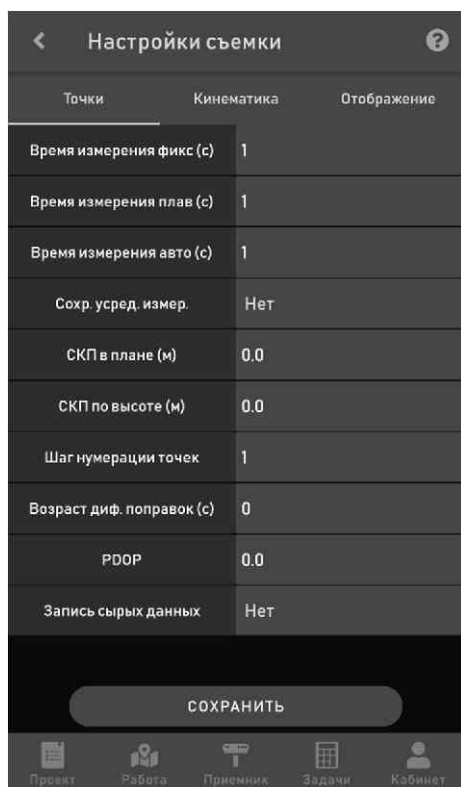 Настройки съемки
Точки Кинематика Отображение
Время измерения фикс (с) 1
Время измерения плав (с) 1
Время измерения авто (с) 1
Сохр. усред. измер. Нет
СКП в плане (м) 0.0
СКП по высоте (м) 0.0
Шаг нумерации точек 1
Возраст диф. поправок (с) 0
PDOP 0.0
Запись сырых данных Нет
СОХРАНИТЬ
Проект Работа Приемник Задачи Кабинет